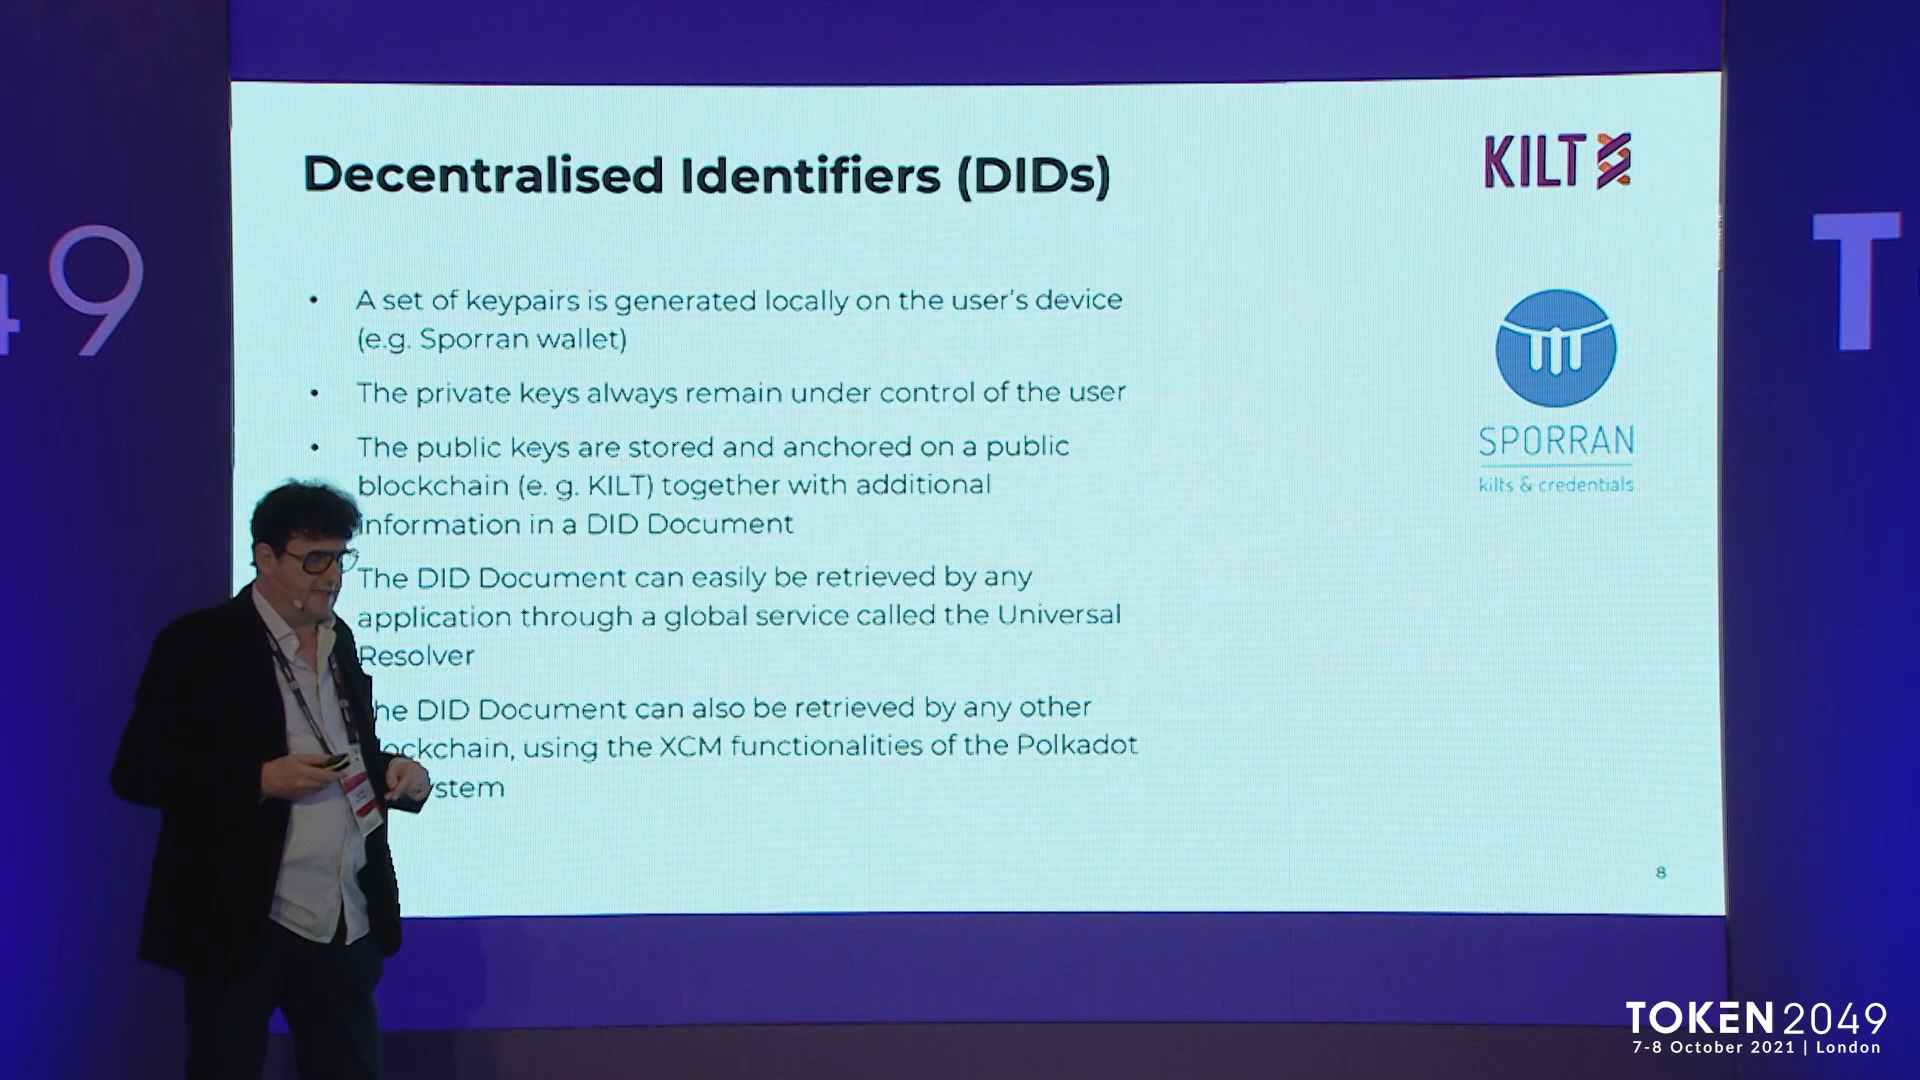 Decentralised Identifiers (DIDs)
KILT
• A set of keypairs is generated locally on the user's device
(e.g. Sporran wallet)
• The private keys always remain under control of the user
• The public keys are stored and anchored on a public
blockchain (e. g. KILT) together with additional
information in a DID Document
The DID Document can easily be retrieved by any
application through a global service called the Universal
Resolver
he DID Document can also be retrieved by any other
ockchain, using the XCM functionalities of the Polkadot
ystem
SPORRAN
kilts & credentials
8
49
T
TOKEN2049
7-8 October 2021 | London